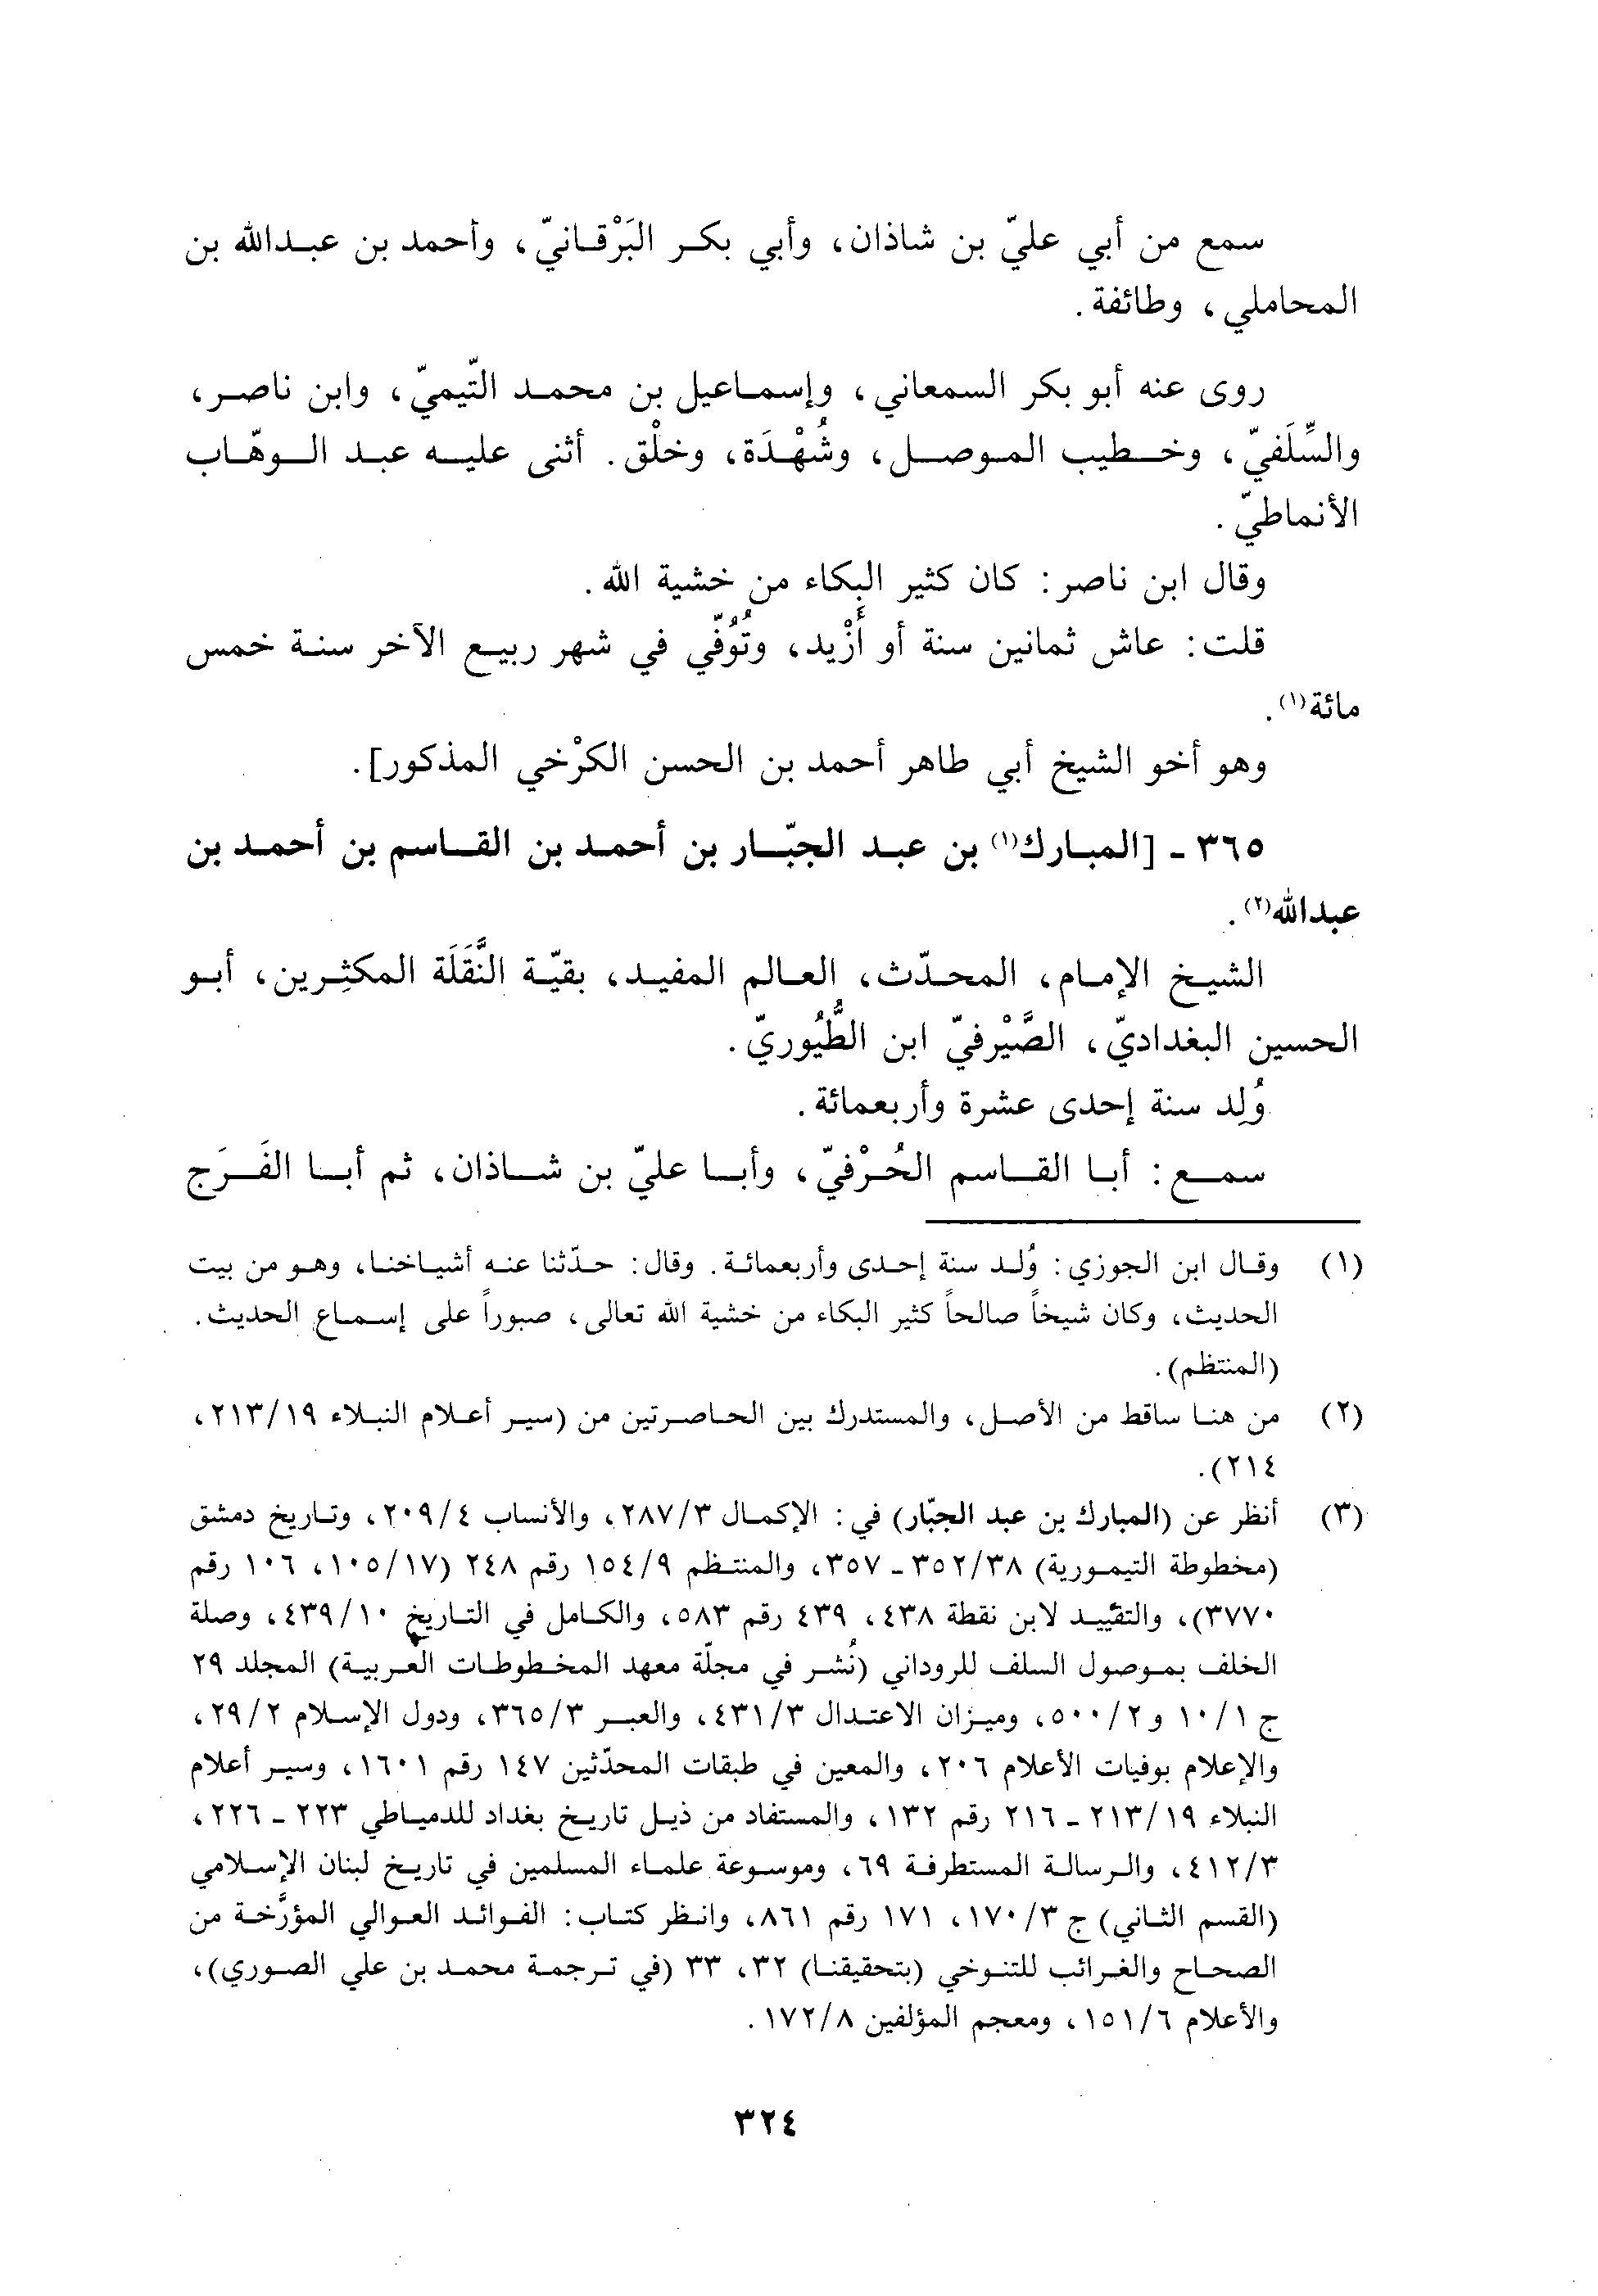 سمع من أبي عليّ بن شاذان، وأبي بكر البَرْقانيّ، وأحمد بن عبدالله بن
المحاملي، وطائفة.
روى عنه أبو بكر السمعاني، وإسماعيل بن محمد التّيميّ، وابن ناصر،
والسِّلَفيّ، وخطيب الموصل، وشُهْدَة، وخلْق. أثنى عليه عبد الوهّاب
الأنماطيّ.
وقال ابن ناصر: كان كثير البكاء من خشية الله.
قلت: عاش ثمانين سنة أو أَزْيد، وتُوُفّي في شهر ربيع الآخر سنة خمس
مائة(١).
وهو أخو الشيخ أبي طاهر أحمد بن الحسن الكرْخي المذكور].
٣٦٥ - [المبارك(١) بن عبد الجبّار بن أحمد بن القاسم بن أحمد بن
عبدالله(٢).
الشيخ الإمام، المحدّث، العالم المفيد، بقيّة النَّقَلَة المكثِرين، أبو
الحسين البغداديّ، الصَّيْرفيّ ابن الطُّيُوريّ.
وُلِد سنة إحدى عشرة وأربعمائة.
سمع: أبا القاسم الحُرْفيّ، وأبا عليّ بن شاذان، ثم أبا الفَرَج
(١) وقال ابن الجوزي: وُلد سنة إحدى وأربعمائة. وقال: حدّثنا عنه أشياخنا، وهو من بيت
الحديث، وكان شيخاً صالحاً كثير البكاء من خشية الله تعالى، صبوراً على إسماع الحديث.
(المنتظم).
(٢) من هنا ساقط من الأصل، والمستدرك بين الحاصرتين من (سير أعلام النبلاء ٢١٣/١٩،
٢١٤).
(٣) أنظر عن (المبارك بن عبد الجبّار) في: الإكمال ٢٨٧/٣، والأنساب ٢٠٩/٤، وتاريخ دمشق
(مخطوطة التيمورية) ٣٥٢/٣٨ - ٣٥٧، والمنتظم ١٥٤/٩ رقم ٢٤٨ (١٠٥/١٧، ١٠٦ رقم
٣٧٧٠)، والتقييد لابن نقطة ٤٣٨، ٤٣٩ رقم ٥٨٣، والكامل في التاريخ ٤٣٩/١٠، وصلة
الخلف بموصول السلف للروداني (نُشر في مجلّة معهد المخطوطات العربية) المجلد ٢٩
ج ١٠/١ و ٥٠٠/٢، وميزان الاعتدال ٤٣١/٣، والعبر ٣٦٥/٣، ودول الإسلام ٢٩/٢،
والإعلام بوفيات الأعلام ٢٠٦، والمعين في طبقات المحدّثين ١٤٧ رقم ١٦٠١، وسير أعلام
النبلاء ٢١٣/١٩ - ٢١٦ رقم ١٣٢، والمستفاد من ذيل تاريخ بغداد للدمياطي ٢٢٣ - ٢٢٦،
٤١٢/٣، والرسالة المستطرفة ٦٩، وموسوعة علماء المسلمين في تاريخ لبنان الإسلامي
(القسم الثاني) ج ١٧٠/٣، ١٧١ رقم ٨٦١، وانظر كتاب: الفوائد العوالي المؤرَّخة من
الصحاح والغرائب للتنوخي (بتحقيقنا) ٣٢، ٣٣ (في ترجمة محمد بن علي الصوري)،
والأعلام ١٥١/٦، ومعجم المؤلفين ١٧٢/٨.
٣٢٤